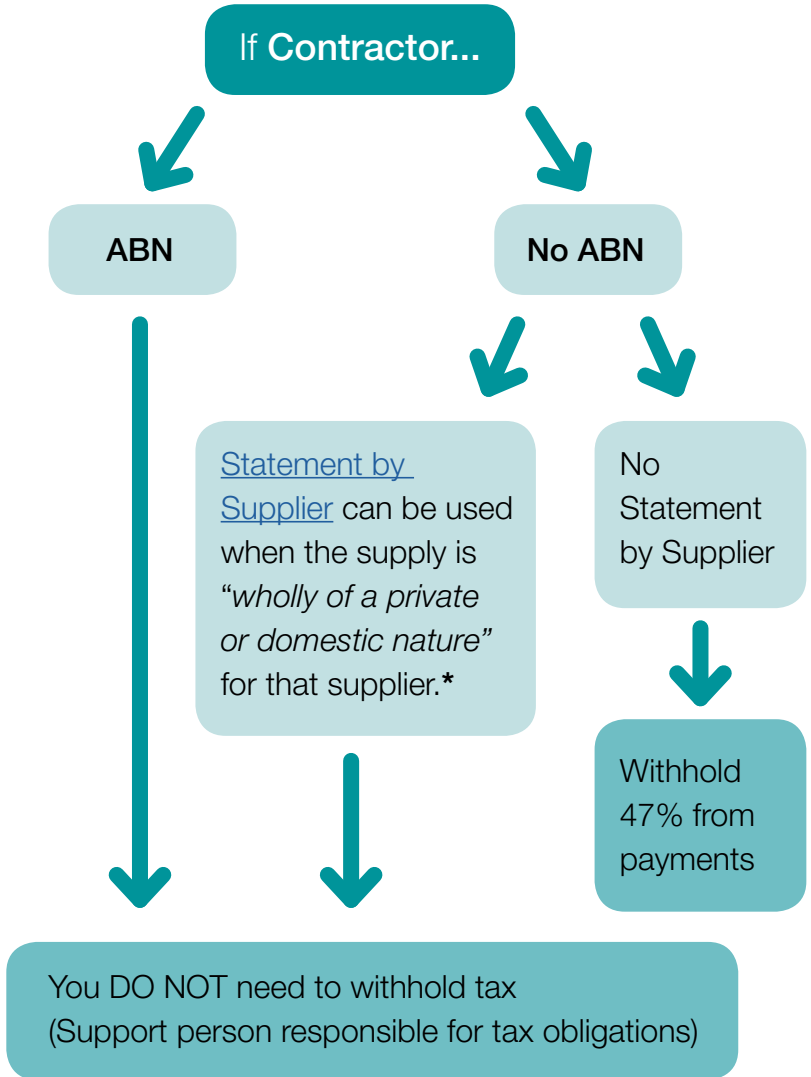 If Contractor...
ABN
No ABN
Statement by
Supplier can be used
when the supply is
“wholly of a private
or domestic nature”
for that supplier.*
No
Statement
by Supplier
Withhold
47% from
payments
You DO NOT need to withhold tax
(Support person responsible for tax obligations)